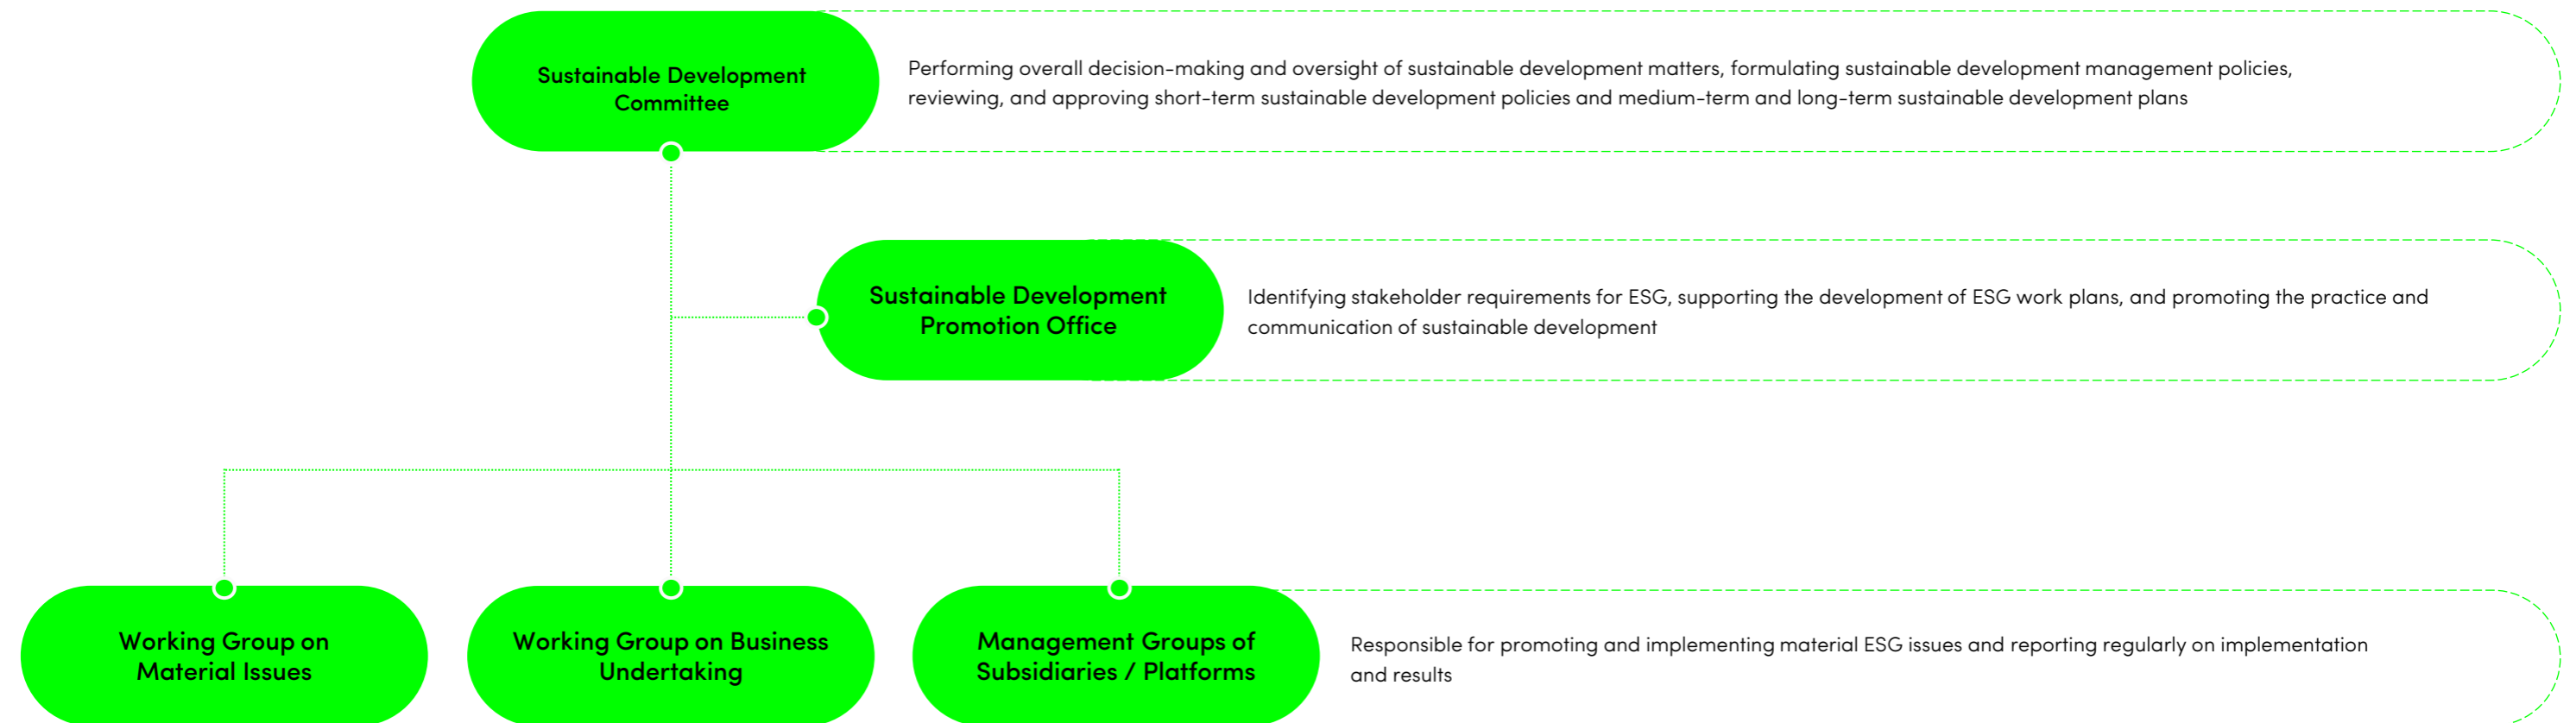 Sustainable Development
Committee
Performing overall decision-making and oversight of sustainable development matters, formulating sustainable development management policies,
reviewing, and approving short-term sustainable development policies and medium-term and long-term sustainable development plans
Sustainable Development
Promotion Office
Identifying stakeholder requirements for ESG, supporting the development of ESG work plans, and promoting the practice and
communication of sustainable development
Working Group on
Material Issues
Working Group on Business
Undertaking
Management Groups of
Subsidiaries / Platforms
Responsible for promoting and implementing material ESG issues and reporting regularly on implementation
and results